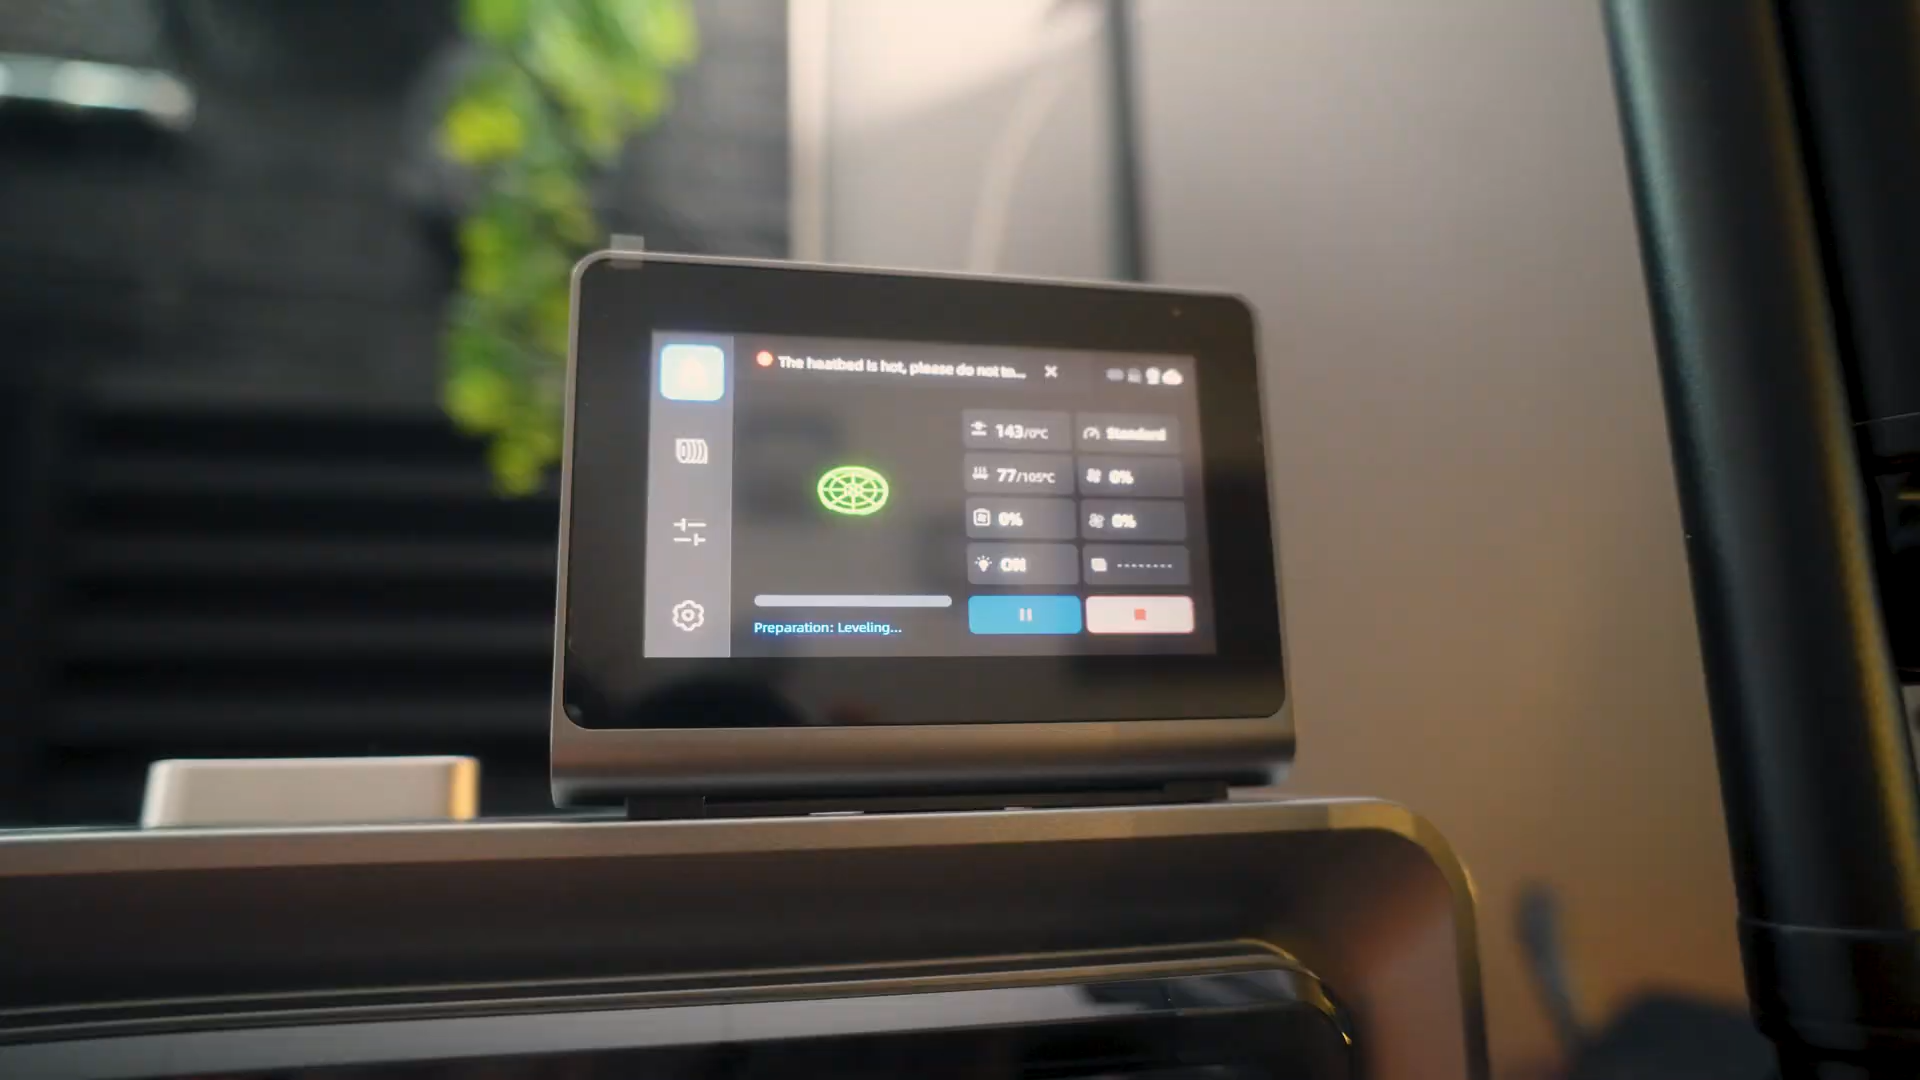 The heatbed is hot, please do not to...
143/0°C
Standard
77/105°C
0%
0%
0%
ON
--------
Preparation: Leveling...